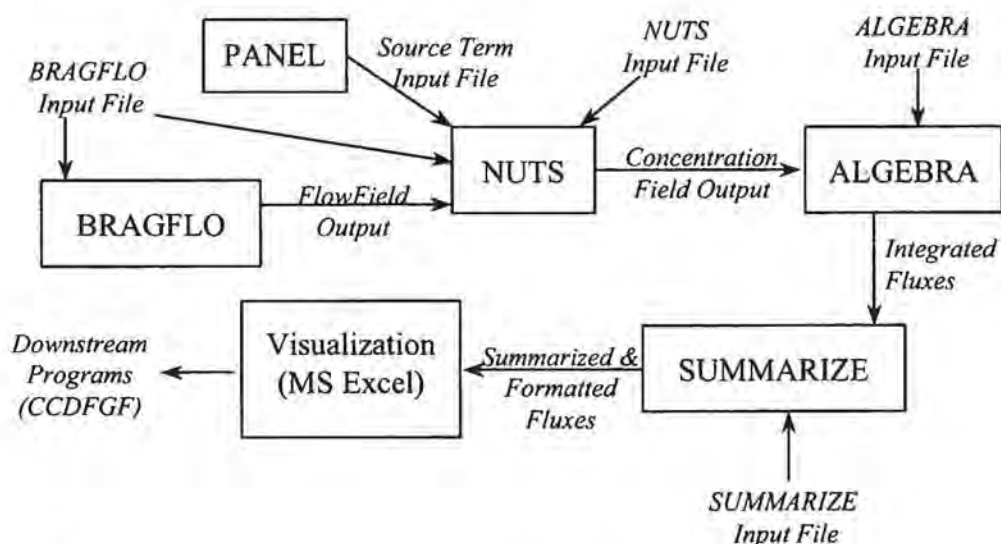 PANEL
Source Term
Input File
NUTS
Input File
ALGEBRA
Input File
BRAGFLO
Input File
NUTS
Concentration
Field Output
ALGEBRA
BRAGFLO
FlowField
Output
Integrated
Fluxes
Downstream
Programs
(CCDFGF)
Visualization
(MS Excel)
Summarized &
Formatted
Fluxes
SUMMARIZE
SUMMARIZE
Input File